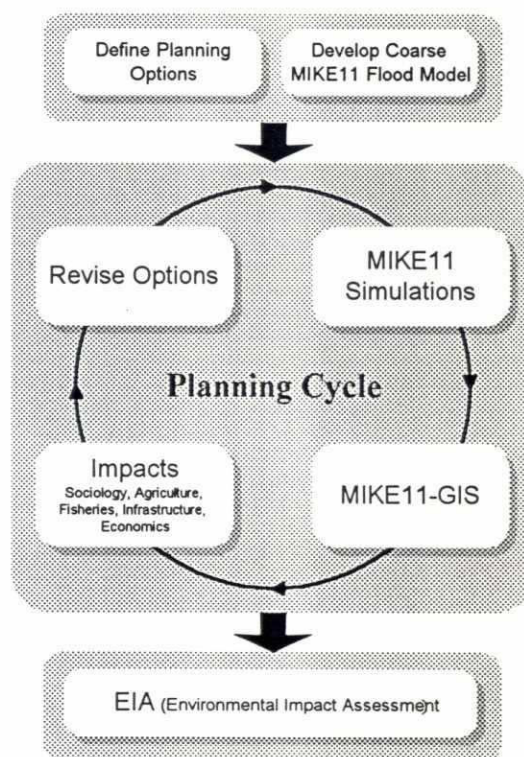 Define Planning
Options
Develop Coarse
MIKE11 Flood Model
Revise Options
MIKE11
Simulations
Planning Cycle
Impacts
Sociology, Agriculture,
Fisheries, Infrastructure,
Economics
MIKE11-GIS
EIA (Environmental Impact Assessment)